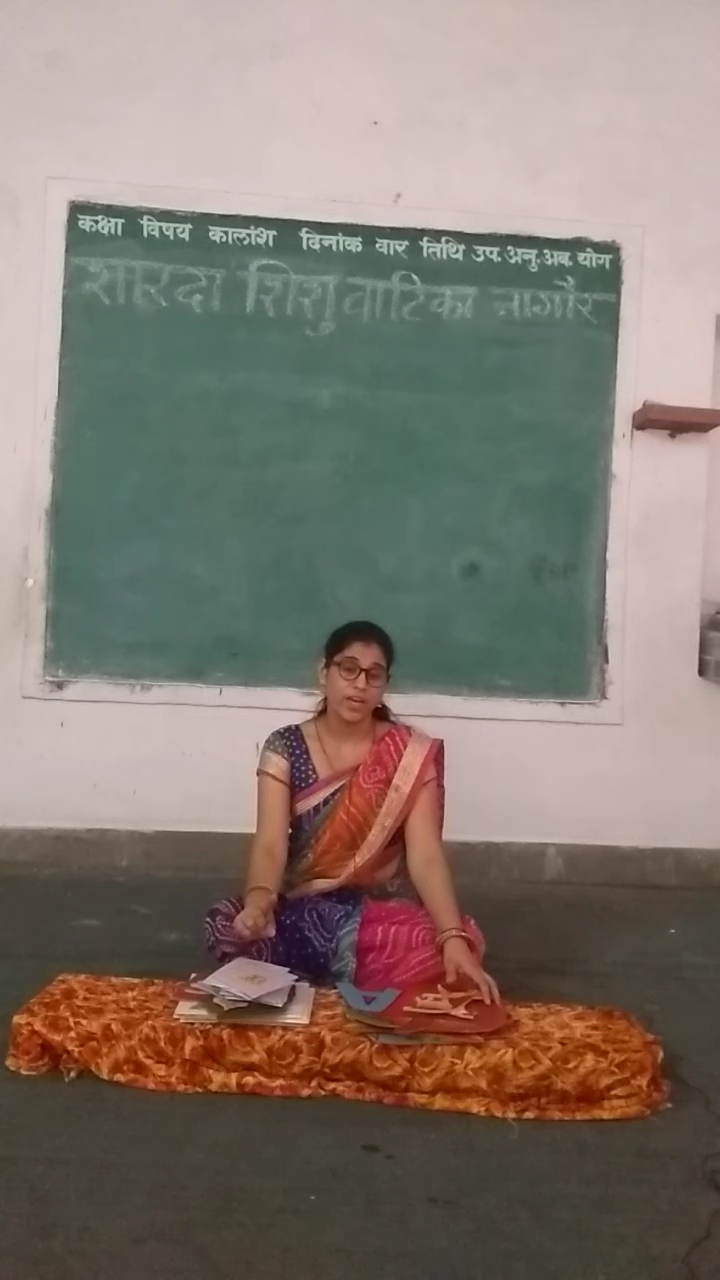 कक्षा विषय कालांश दिनांक वार तिथि उप. अनु. अव. योग
शारदा शिशु वाटिका नागौर